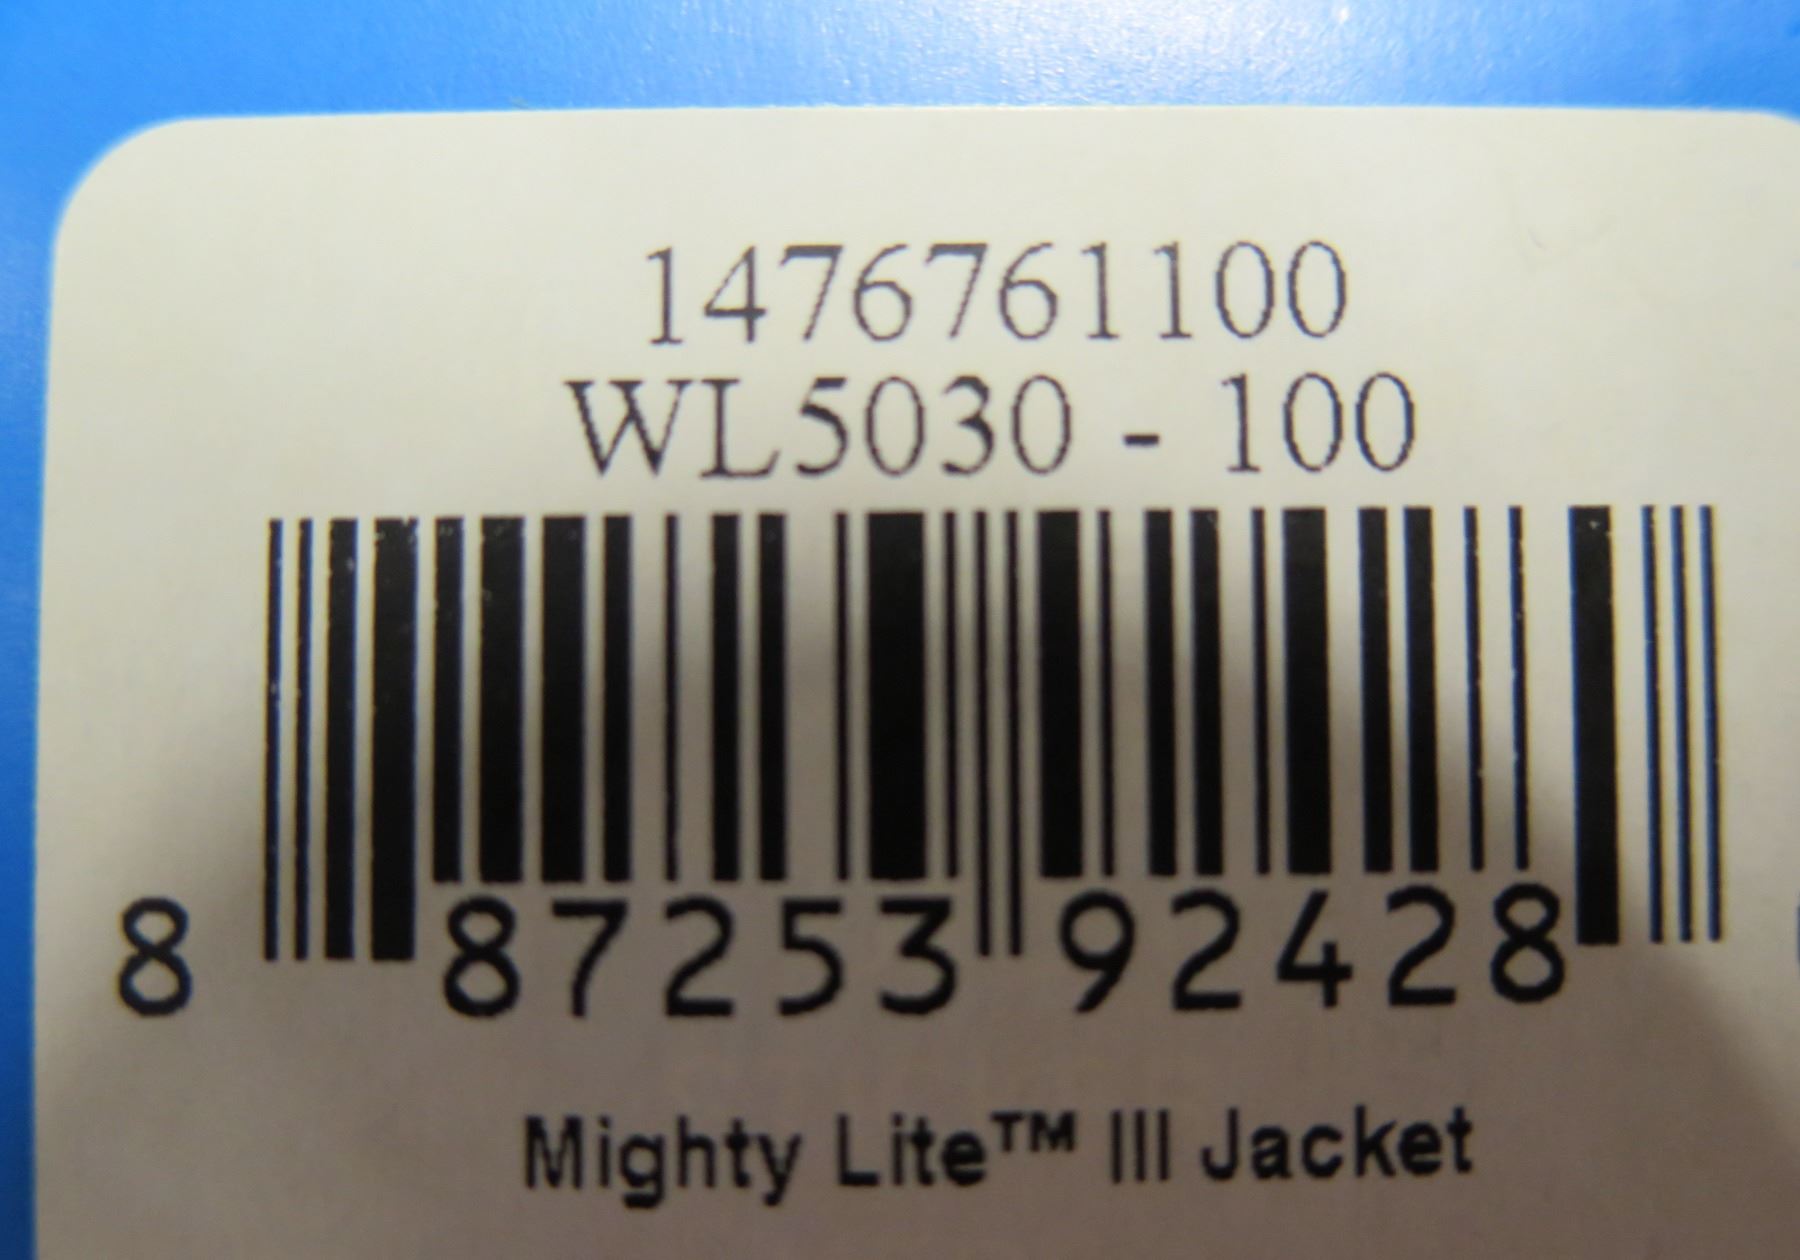 1476761100
WL5030 - 100
8 87253 92428
Mighty Lite™ III Jacket